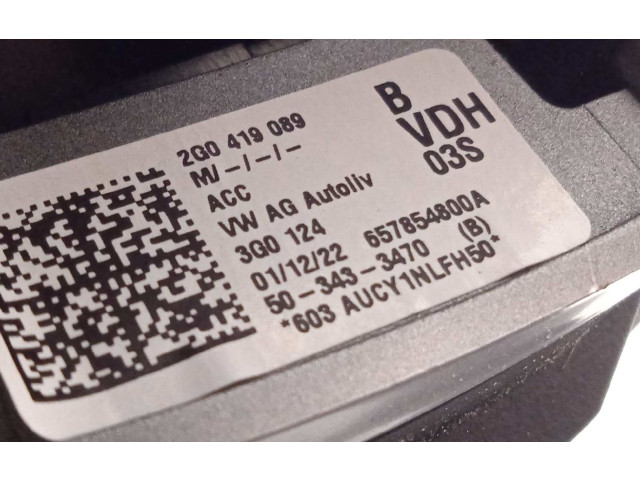 2G0 419 089
M/-/-/-
ACC
VW AG Autoliv
3G0 124
01/12/22 657854800A
50-343-3470 (B)
*603 AUCY1NLFH50*
B
VDH
03S